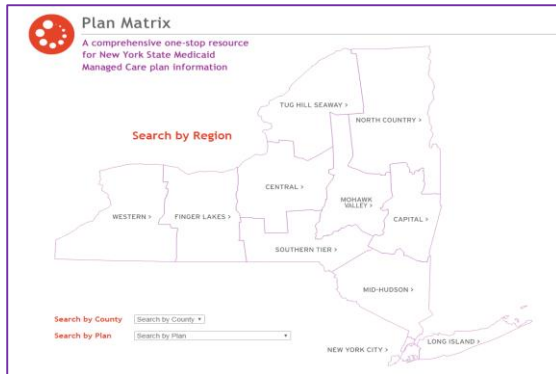 Plan Matrix
A comprehensive one-stop resource
for New York State Medicaid
Managed Care plan information
TUG HILL SEAWAY >
NORTH COUNTRY >
Search by Region
CENTRAL >
MOHAWK
VALLEY >
WESTERN >
FINGER LAKES >
CAPITAL >
SOUTHERN TIER >
MID-HUDSON >
Search by County Search by County
Search by Plan Search by Plan
NEW YORK CITY >
LONG ISLAND >